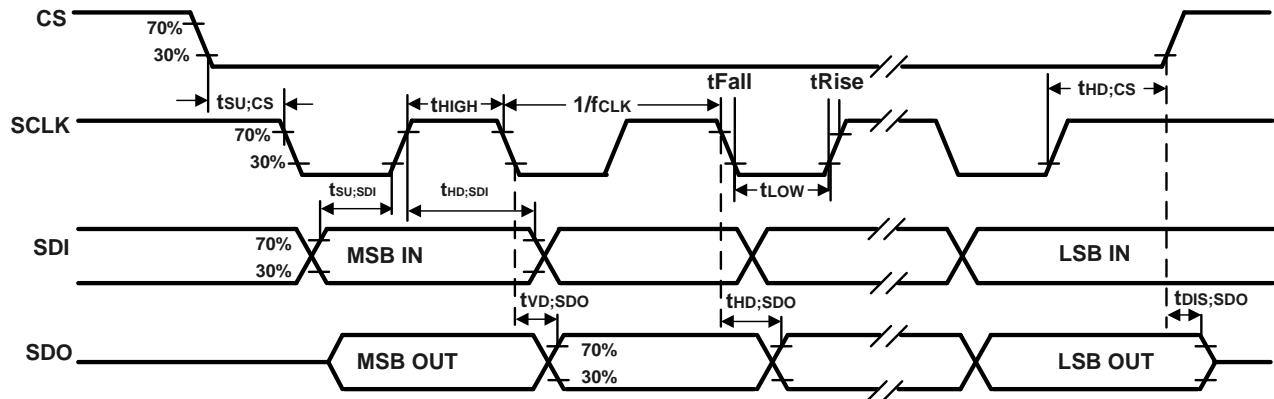 CS
70%
30%
tFall
tRise
tSU;CS
tHIGH
1/fCLK
tHD;CS
SCLK
70%
30%
tSU;SDI
tHD;SDI
tLOW
SDI
70%
30%
MSB IN
LSB IN
tVD;SDO
tHD;SDO
tDIS;SDO
SDO
MSB OUT
70%
30%
LSB OUT